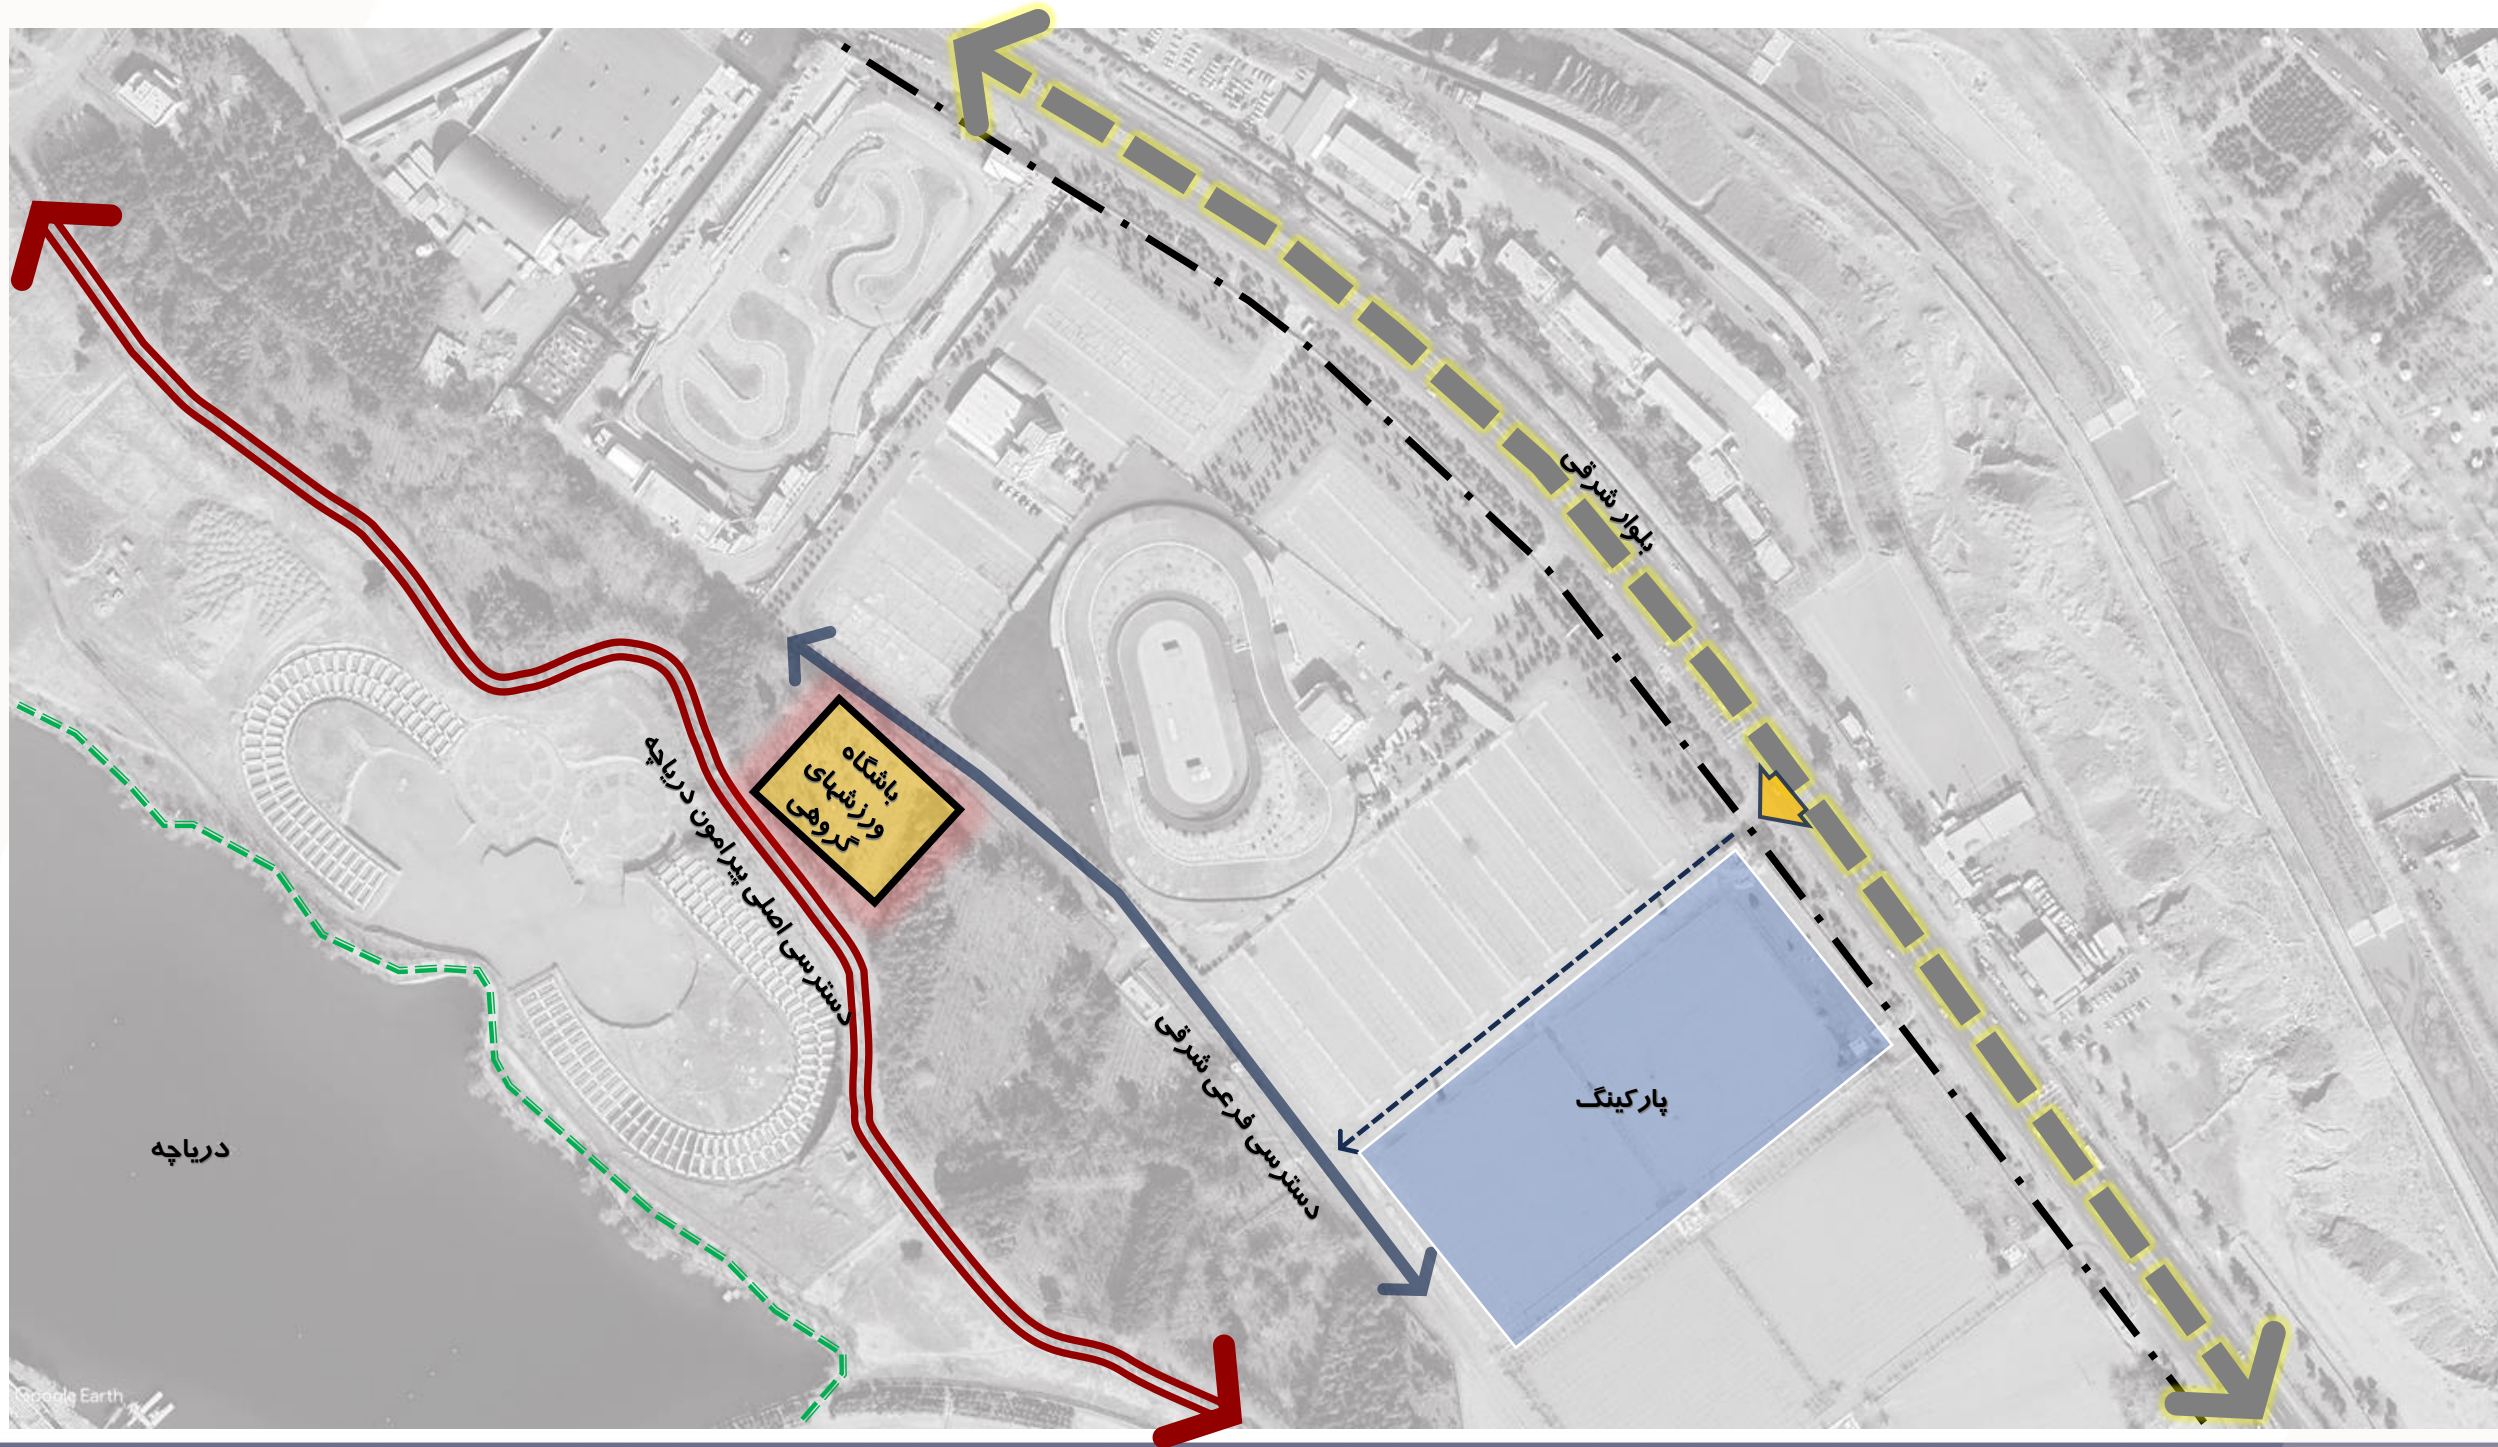 بلوار شرقی
باشگاه
ورزشهای
گروهی
دسترسی اصلی پیرامون دریاچه
دسترسی فرعی شرقی
پارکینگ
دریاچه
Google Earth